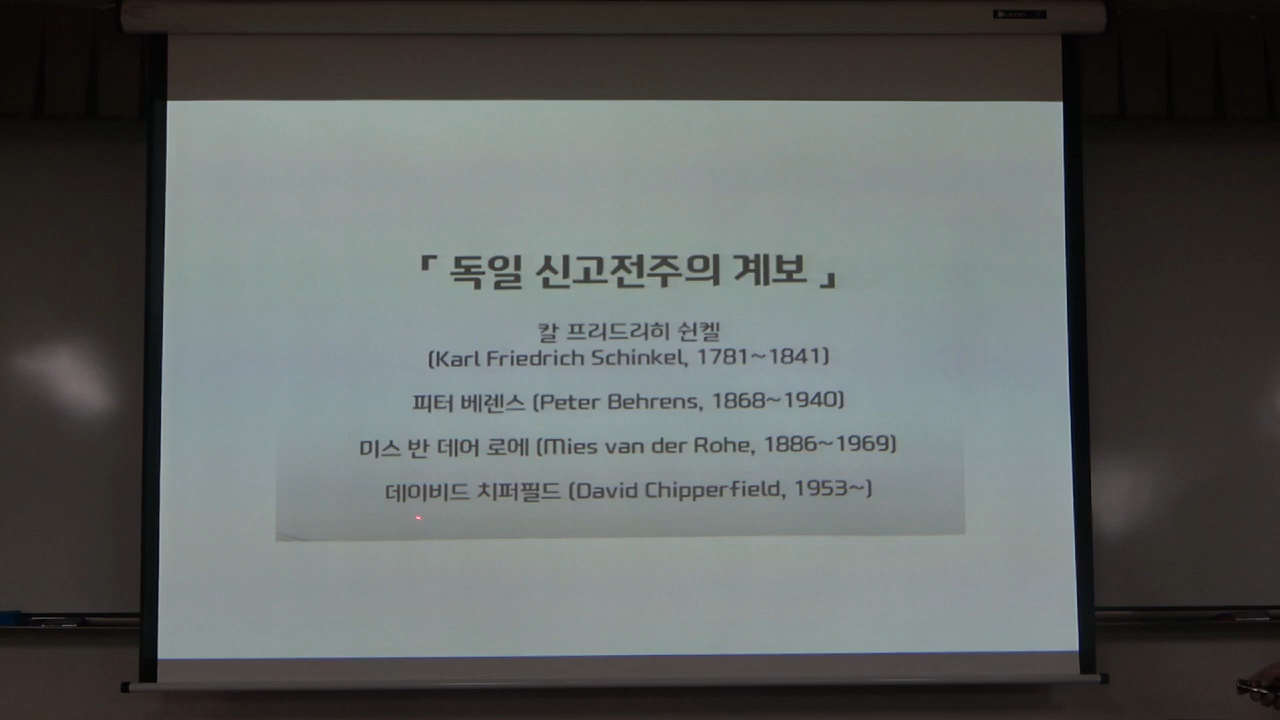 「 독일 신고전주의 계보 」
칼 프리드리히 쉰켈
(Karl Friedrich Schinkel, 1781~1841)
피터 베렌스 (Peter Behrens, 1868~1940)
미스 반 데어 로에 (Mies van der Rohe, 1886~1969)
데이비드 치퍼필드 (David Chipperfield, 1953~)